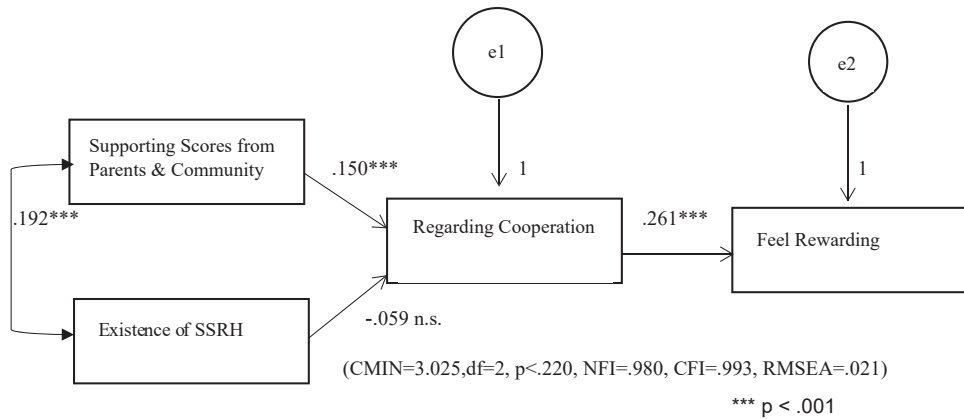 e1
e2
Supporting Scores from
Parents & Community
.150***
1
1
.192***
Regarding Cooperation
.261***
Feel Rewarding
Existence of SSRH
-.059 n.s.
(CMIN=3.025,df=2, p<.220, NFI=.980, CFI=.993, RMSEA=.021)
*** p < .001